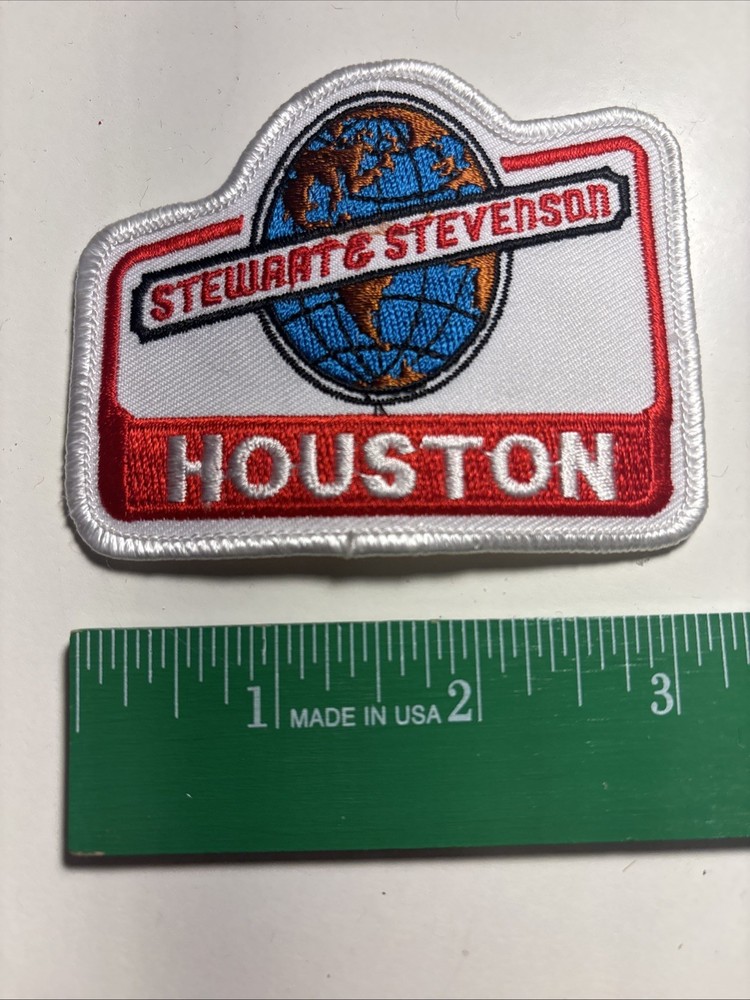 STEWART & STEVENSON
HOUSTON
1 MADE IN USA 2 3